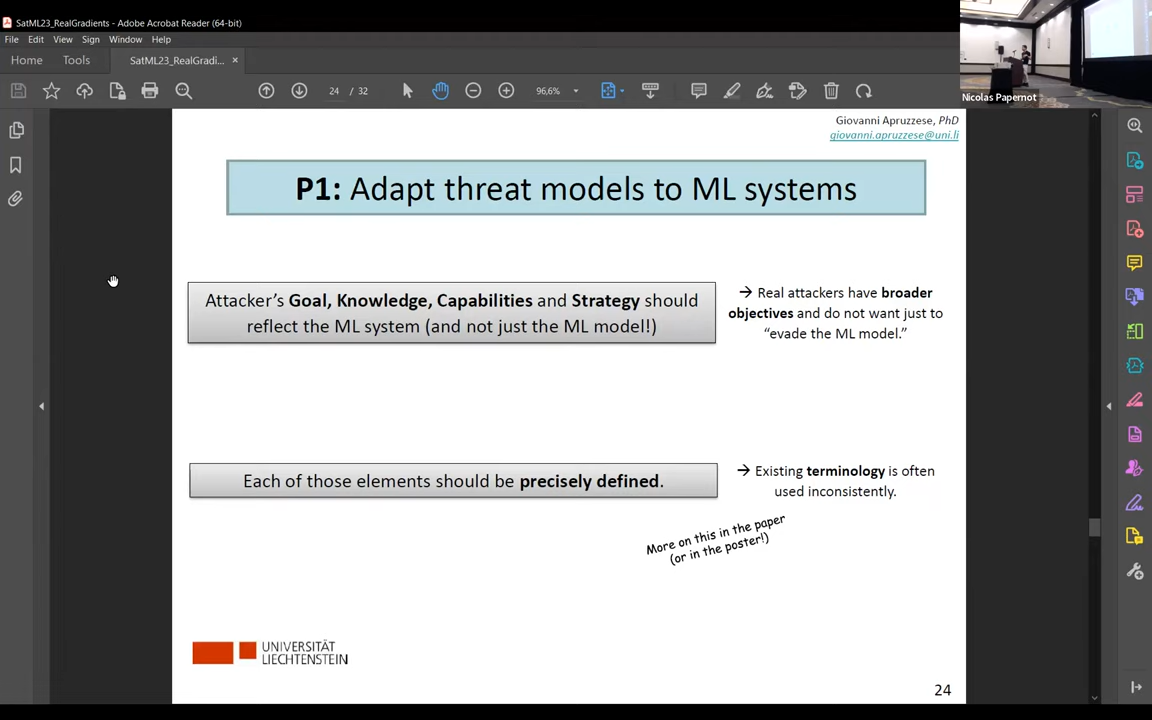 SatML23_RealGradients - Adobe Acrobat Reader (64-bit)
File Edit View Sign Window Help
Home Tools SatML23_RealGradi... ×
24 / 32 96,6%
Nicolas Papernot
Giovanni Apruzzese, PhD
giovanni.apruzzese@uni.li
P1: Adapt threat models to ML systems
Attacker's Goal, Knowledge, Capabilities and Strategy should
reflect the ML system (and not just the ML model!)
→ Real attackers have broader
objectives and do not want just to
“evade the ML model.”
Each of those elements should be precisely defined.
→ Existing terminology is often
used inconsistently.
More on this in the paper
(or in the poster!)
UNIVERSITÄT
LIECHTENSTEIN
24